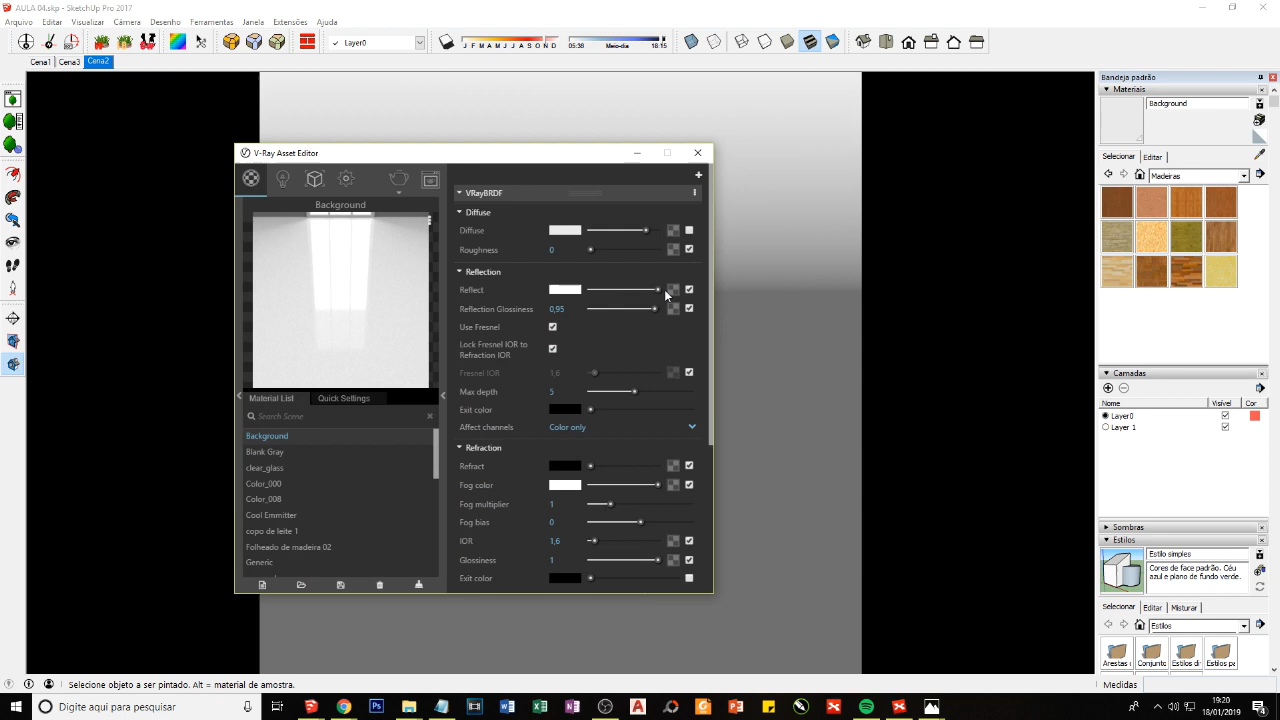 AULA 04.skp - SketchUp Pro 2017
Arquivo Editar Visualizar Câmera Desenho Ferramentas Janela Extensões Ajuda
Layer0
J F M A M J J A S O N D
05:38 Meio-dia 18:15
Cena1 Cena3 Cena2
V-Ray Asset Editor
Background
VRayBRDF
Diffuse
Diffuse
Roughness 0
Reflection
Reflect
Reflection Glossiness 0,95
Use Fresnel
Lock Fresnel IOR to
Refraction IOR
Fresnel IOR 1,6
Max depth 5
Exit color
Affect channels Color only
Refraction
Refract
Fog color
Fog multiplier 1
Fog bias 0
IOR 1,6
Glossiness 1
Exit color
Material List Quick Settings
Search Scene
Background
Blank Gray
clear_glass
Color_000
Color_008
Cool Emmitter
copo de leite 1
Folheado de madeira 02
Generic
Bandeja padrão
Materiais
Background
Selecionar Editar
Madeiras
Camadas
Nome Visível Cor
Layer0
Layer 1
Sombras
Estilos
Estilo simples
Cores de face padrão. Céu
azul e plano de fundo verde.
Selecionar Editar Misturar
Estilos
Arestas Conjunto Estilos di Estilos pa
Selecione objeto a ser pintado. Alt = material de amostra.
Medidas
Digite aqui para pesquisar
19:20
18/01/2019